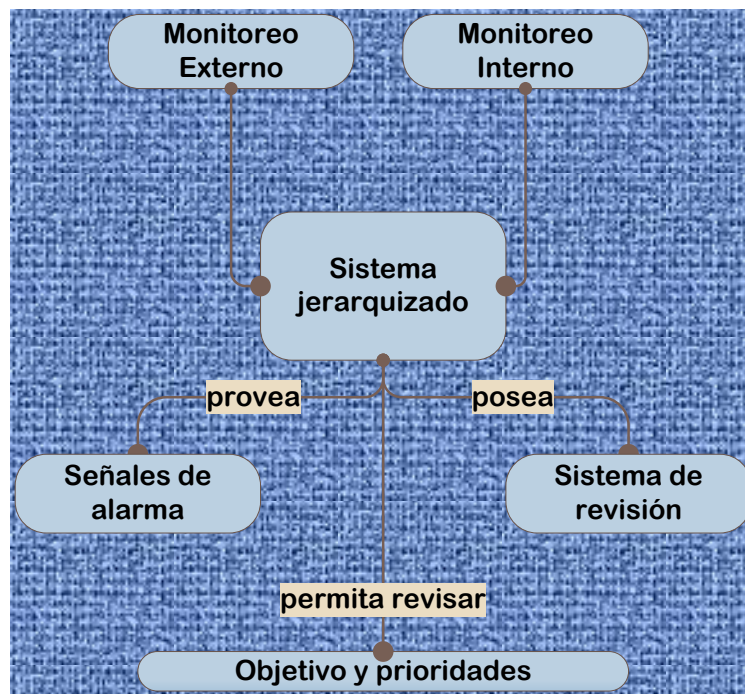 Monitoreo
Externo
Monitoreo
Interno
Sistema
jerarquizado
provea
posea
Señales de
alarma
Sistema de
revisión
permita revisar
Objetivo y prioridades